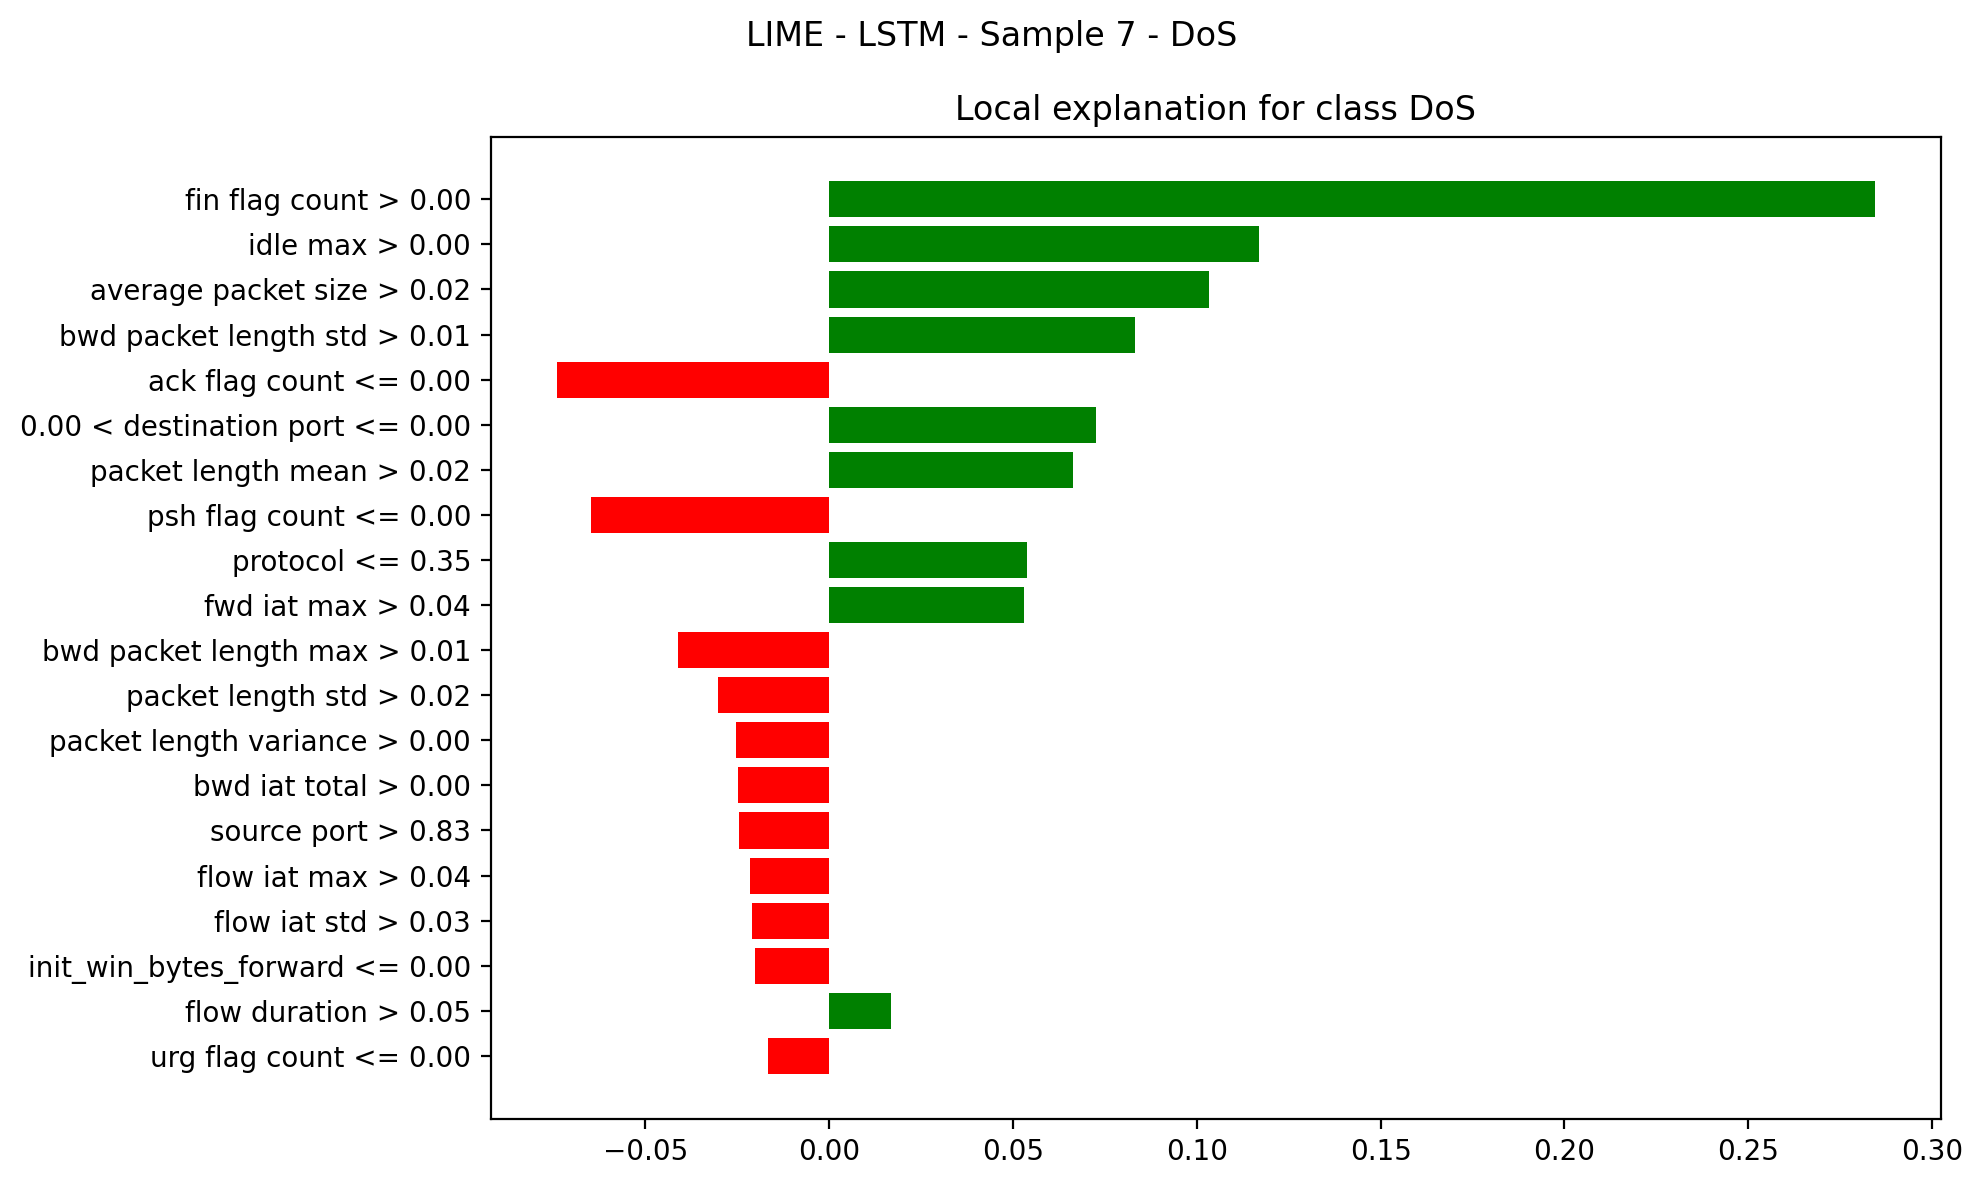 LIME - LSTM - Sample 7 - DoS
Local explanation for class DoS
fin flag count > 0.00
idle max > 0.00
average packet size > 0.02
bwd packet length std > 0.01
ack flag count <= 0.00
0.00 < destination port <= 0.00
packet length mean > 0.02
psh flag count <= 0.00
protocol <= 0.35
fwd iat max > 0.04
bwd packet length max > 0.01
packet length std > 0.02
packet length variance > 0.00
bwd iat total > 0.00
source port > 0.83
flow iat max > 0.04
flow iat std > 0.03
init_win_bytes_forward <= 0.00
flow duration > 0.05
urg flag count <= 0.00
−0.05 0.00 0.05 0.10 0.15 0.20 0.25 0.30